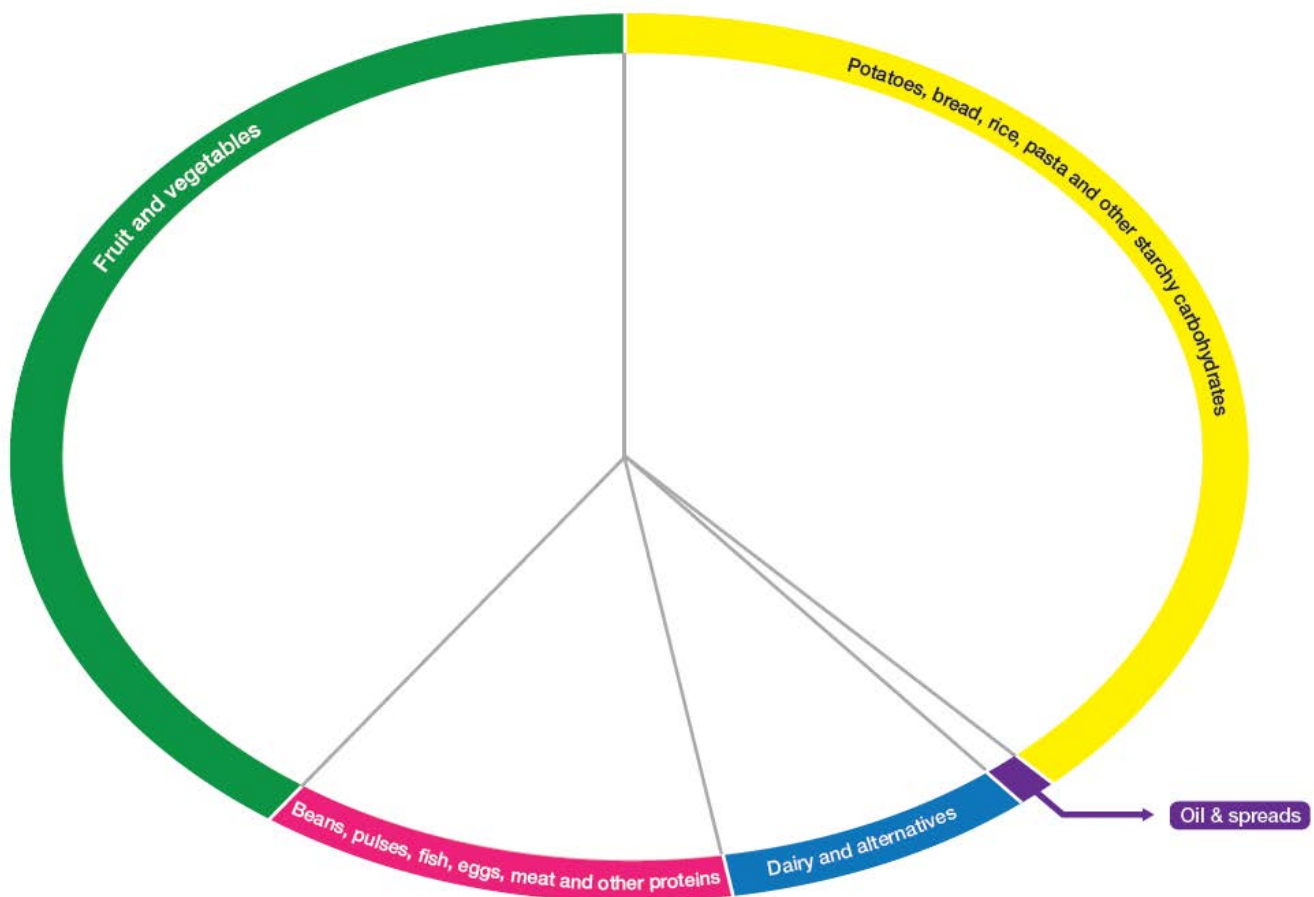 Fruit and vegetables
Potatoes, bread, rice, pasta and other starchy carbohydrates
Beans, pulses, fish, eggs, meat and other proteins
Dairy and alternatives
Oil & spreads